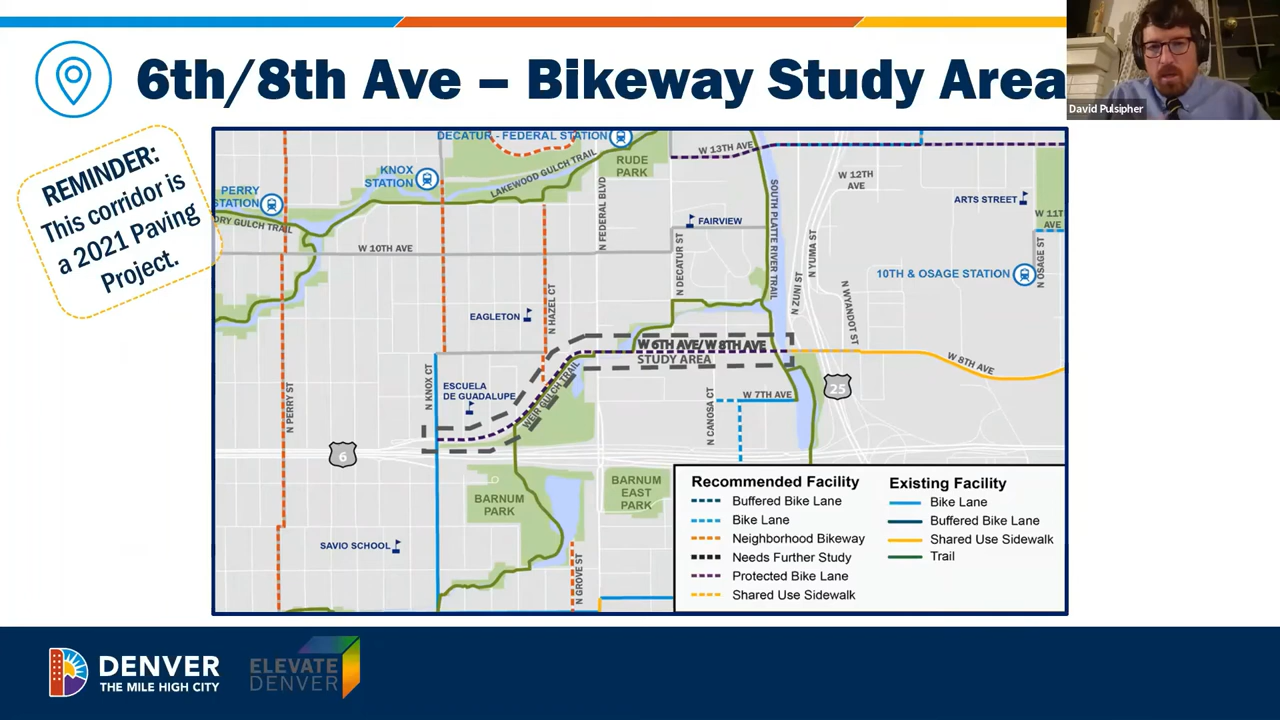 6th/8th Ave – Bikeway Study Area
David Pulsipher
REMINDER:
This corridor is
a 2021 Paving
Project.
DECATUR - FEDERAL STATION
RUDE
PARK
W 13TH AVE
KNOX
STATION
LAKEWOOD GULCH TRAIL
PERRY
STATION
DRY GULCH TRAIL
W 10TH AVE
N FEDERAL BLVD
FAIRVIEW
N DECATUR ST
SOUTH PLATTE RIVER TRAIL
W 12TH
AVE
ARTS STREET
W 11T
AVE
N OSAGE ST
10TH & OSAGE STATION
N YUMA ST
N ZUNI ST
N WYANDOT ST
EAGLETON
N HAZEL CT
W 6TH AVE/ W 8TH AVE
STUDY AREA
W 8TH AVE
25
N KNOX CT
ESCUELA
DE GUADALUPE
WEIR GULCH TRAIL
N CANOSA CT
W 7TH AVE
N PERRY ST
6
BARNUM
PARK
BARNUM
EAST
PARK
SAVIO SCHOOL
N GROVE ST
Recommended Facility
Buffered Bike Lane
Bike Lane
Neighborhood Bikeway
Needs Further Study
Protected Bike Lane
Shared Use Sidewalk
Existing Facility
Bike Lane
Buffered Bike Lane
Shared Use Sidewalk
Trail
DENVER
THE MILE HIGH CITY
ELEVATE
DENVER